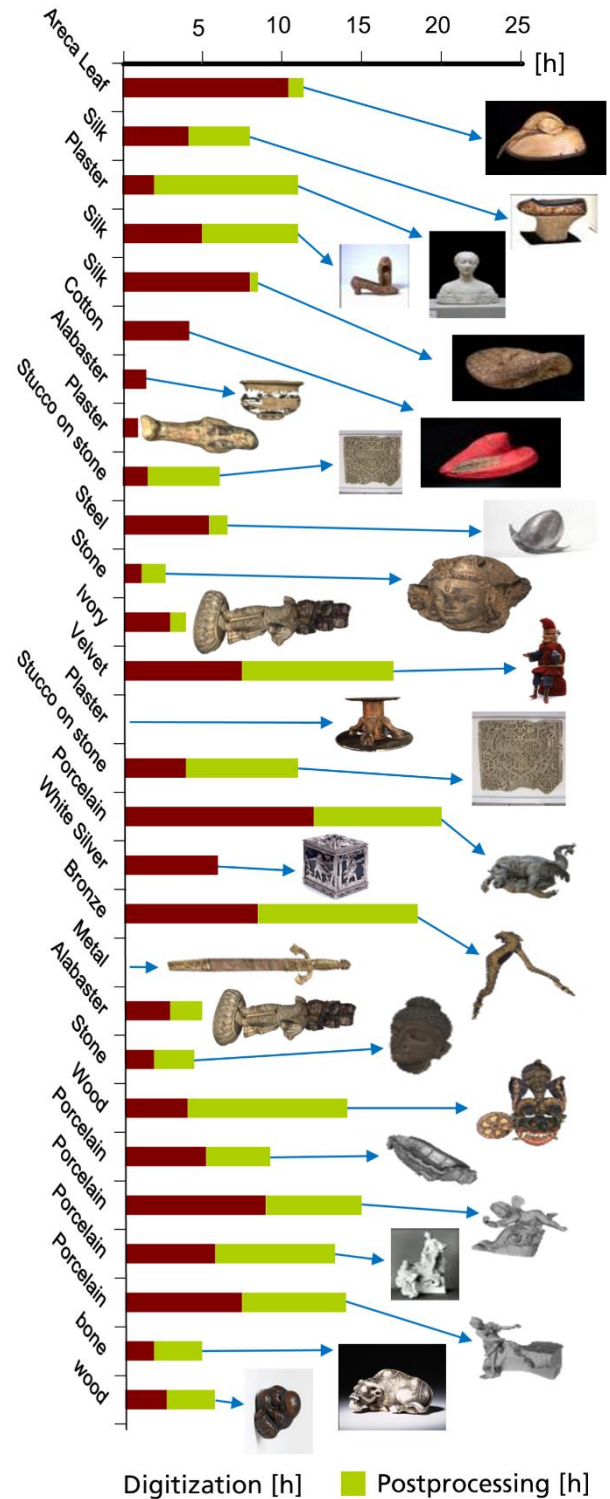 0 5 10 15 20 25
[h]
Areca Leaf
Silk
Plaster
Silk
Silk
Cotton
Alabaster
Plaster
Stucco on stone
Steel
Stone
Ivory
Velvet
Plaster
Stucco on stone
Porcelain
White Silver
Bronze
Metal
Alabaster
Stone
Wood
Porcelain
Porcelain
Porcelain
Porcelain
bone
wood
Digitization [h] Postprocessing [h]